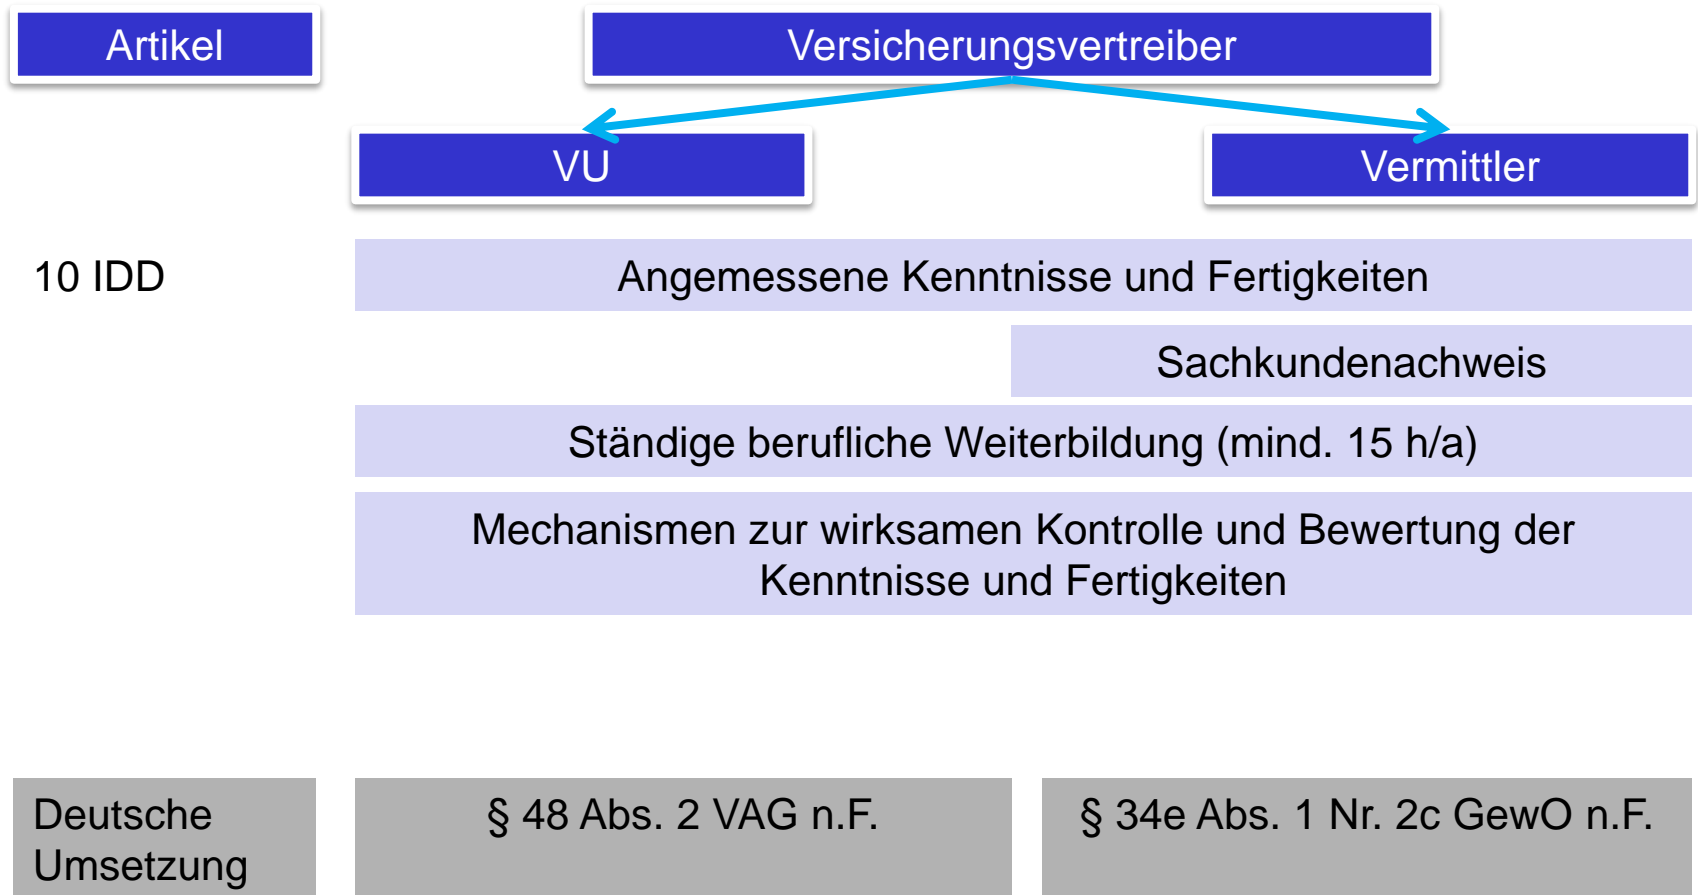 Artikel
Versicherungsvertreiber
VU
Vermittler
10 IDD
Angemessene Kenntnisse und Fertigkeiten
Sachkundenachweis
Ständige berufliche Weiterbildung (mind. 15 h/a)
Mechanismen zur wirksamen Kontrolle und Bewertung der
Kenntnisse und Fertigkeiten
Deutsche
Umsetzung
§ 48 Abs. 2 VAG n.F.
§ 34e Abs. 1 Nr. 2c GewO n.F.